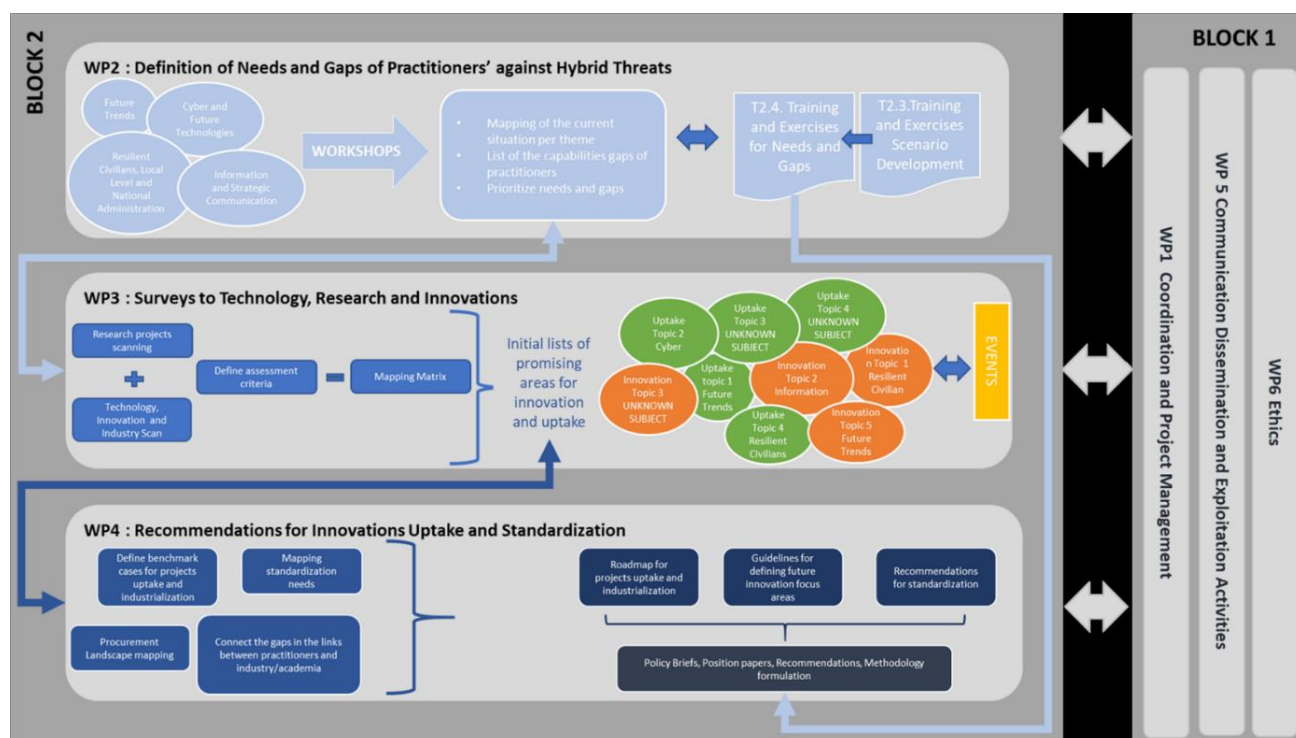 BLOCK 2
BLOCK 1
WP2 : Definition of Needs and Gaps of Practitioners' against Hybrid Threats
Future
Trends
Cyber and
Future
Technologies
Resilient
Civilians, Local
Level and
National
Administration
Information
and Strategic
Communication
WORKSHOPS
• Mapping of the current
situation per theme
• List of the capabilities gaps of
practitioners
• Prioritize needs and gaps
T2.4. Training
and Exercises
for Needs and
Gaps
T2.3.Training
and Exercises
Scenario
Development
WP3 : Surveys to Technology, Research and Innovations
Research projects
scanning
Technology,
Innovation and
Industry Scan
Define assessment
criteria
Mapping Matrix
Initial lists of
promising
areas for
innovation
and uptake
Uptake
Topic 2
Cyber
Uptake
Topic 3
UNKNOWN
SUBJECT
Uptake
Topic 4
UNKNOWN
SUBJECT
Innovation
Topic 3
UNKNOWN
SUBJECT
Uptake
topic 1
Future
Trends
Innovation
Topic 2
Information
Innovatio
n Topic 1
Resilient
Civilian
Uptake
Topic 4
Resilient
Civilians
Innovation
Topic 5
Future
Trends
EVENTS
WP4 : Recommendations for Innovations Uptake and Standardization
Define benchmark
cases for projects
uptake and
industrialization
Mapping
standardization
needs
Procurement
Landscape mapping
Connect the gaps in the links
between practitioners and
industry/academia
Roadmap for
projects uptake and
industrialization
Guidelines for
defining future
innovation focus
areas
Recommendations
for standardization
Policy Briefs, Position papers, Recommendations, Methodology
formulation
WP1 Coordination and Project Management
WP 5 Communication Dissemination and Exploitation Activities
WP6 Ethics